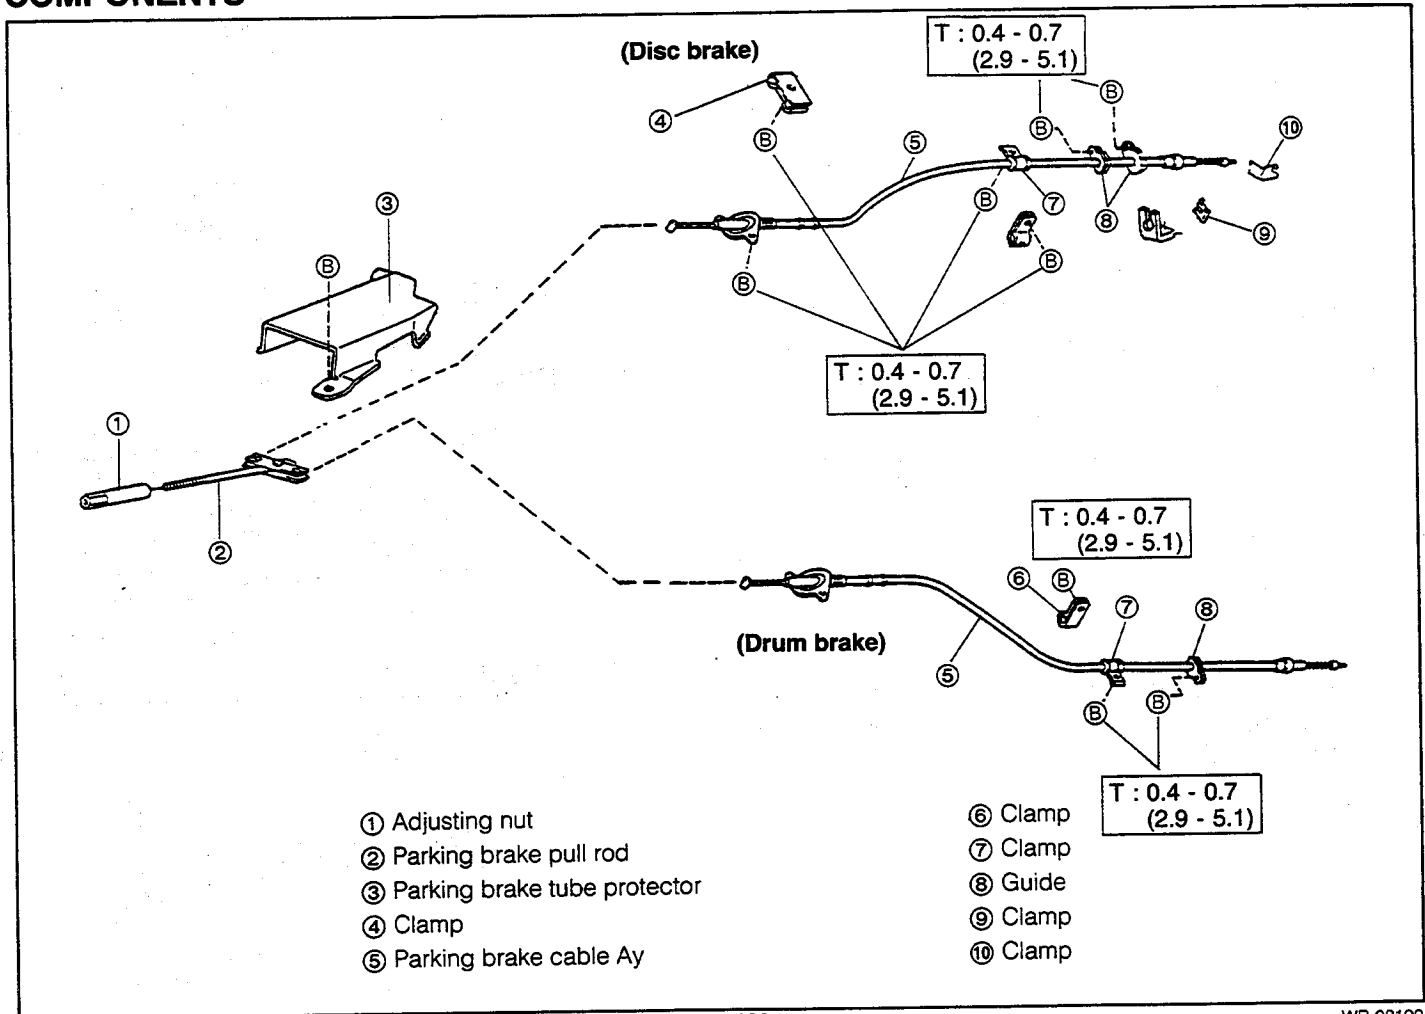 COMPONENTS
(Disc brake)
T : 0.4 - 0.7
(2.9 - 5.1)
④
Ⓑ
Ⓑ
Ⓑ
⑤
⑩
③
Ⓑ
Ⓑ
⑦
⑧
⑨
Ⓑ
Ⓑ
Ⓑ
T : 0.4 - 0.7
(2.9 - 5.1)
①
②
T : 0.4 - 0.7
(2.9 - 5.1)
⑥
Ⓑ
⑦
⑧
(Drum brake)
⑤
Ⓑ
Ⓑ
T : 0.4 - 0.7
(2.9 - 5.1)
① Adjusting nut
② Parking brake pull rod
③ Parking brake tube protector
④ Clamp
⑤ Parking brake cable Ay
⑥ Clamp
⑦ Clamp
⑧ Guide
⑨ Clamp
⑩ Clamp